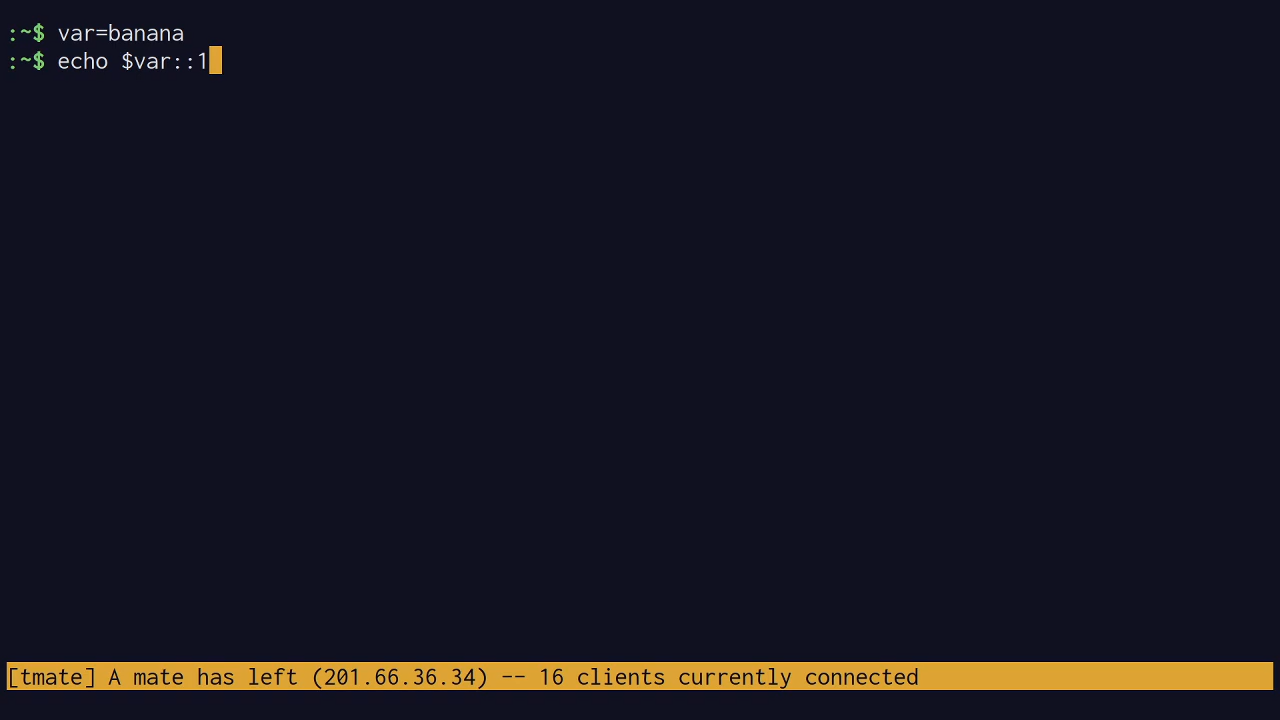 :~$ var=banana
:~$ echo $var::1
[tmate] A mate has left (201.66.36.34) -- 16 clients currently connected